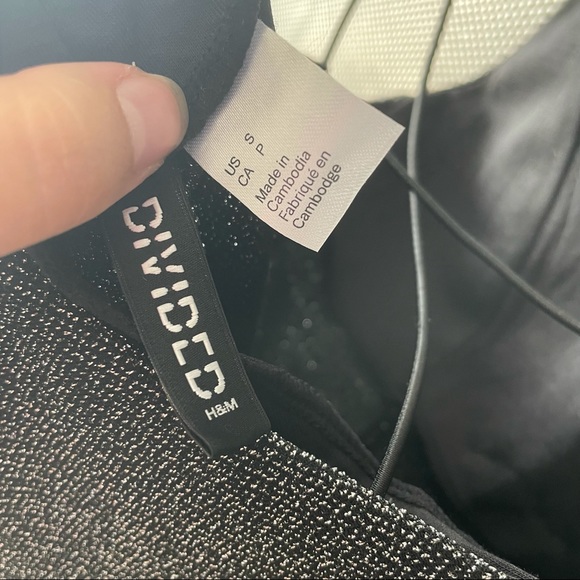 US S
CA P
Made in
Cambodia
Fabriqué en
Cambodge
DIVIDED
H&M